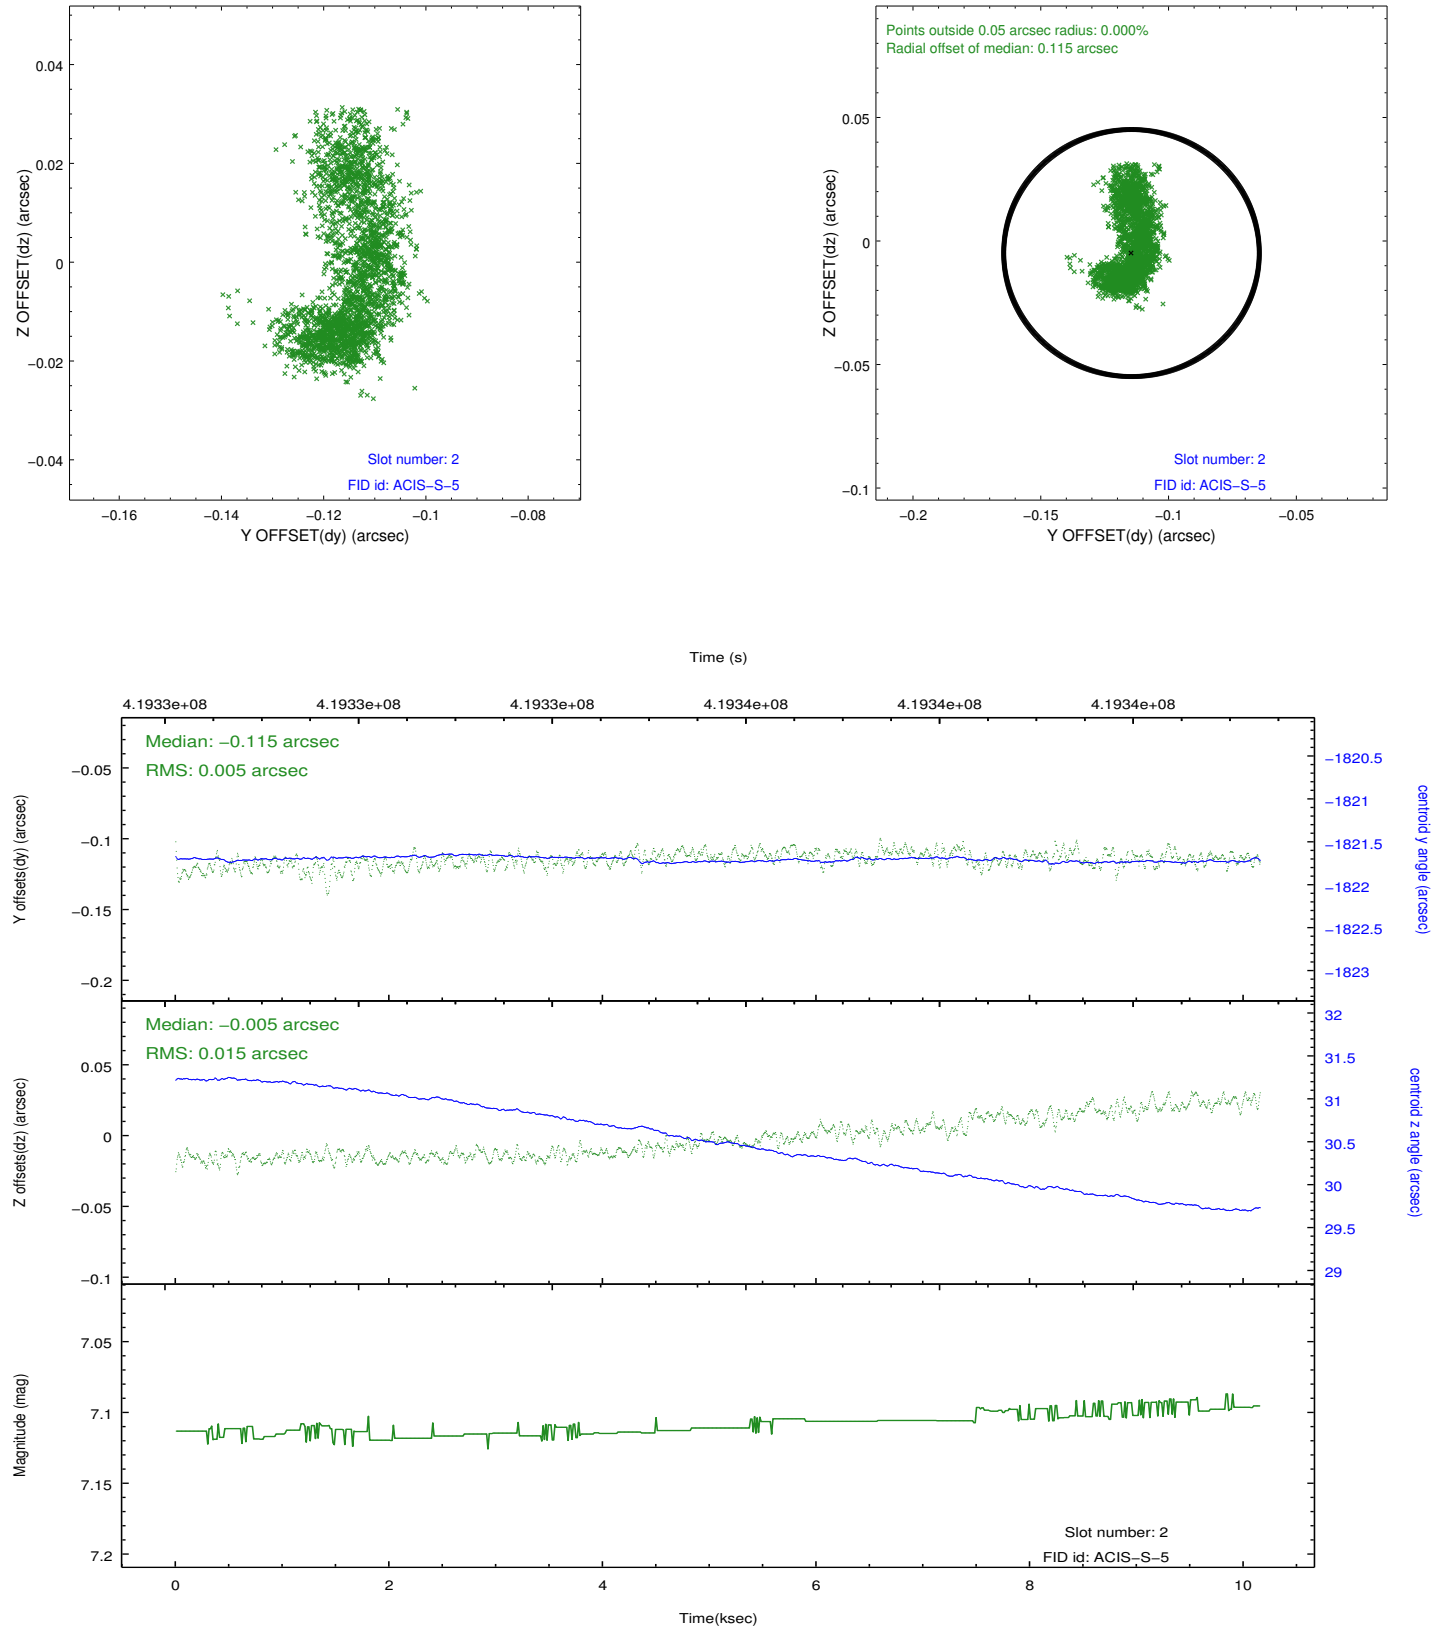 0.04
0.02
0
−0.02
−0.04
Z OFFSET(dz) (arcsec)
Slot number: 2
FID id: ACIS−S−5
−0.16 −0.14 −0.12 −0.1 −0.08
Y OFFSET(dy) (arcsec)
Points outside 0.05 arcsec radius: 0.000%
Radial offset of median: 0.115 arcsec
0.05
0
−0.05
−0.1
Z OFFSET(dz) (arcsec)
Slot number: 2
FID id: ACIS−S−5
−0.2 −0.15 −0.1 −0.05
Y OFFSET(dy) (arcsec)
Time (s)
4.1933e+08 4.1933e+08 4.1933e+08 4.1934e+08 4.1934e+08 4.1934e+08
Median: −0.115 arcsec
RMS: 0.005 arcsec
−0.05
−0.1
−0.15
−0.2
Y offsets(dy) (arcsec)
−1820.5
−1821
−1821.5
−1822
−1822.5
−1823
centroid y angle (arcsec)
Median: −0.005 arcsec
RMS: 0.015 arcsec
0.05
0
−0.05
−0.1
Z offsets(dz) (arcsec)
32
31.5
31
30.5
30
29.5
29
centroid z angle (arcsec)
7.05
7.1
7.15
7.2
Magnitude (mag)
Slot number: 2
FID id: ACIS−S−5
0 2 4 6 8 10
Time(ksec)